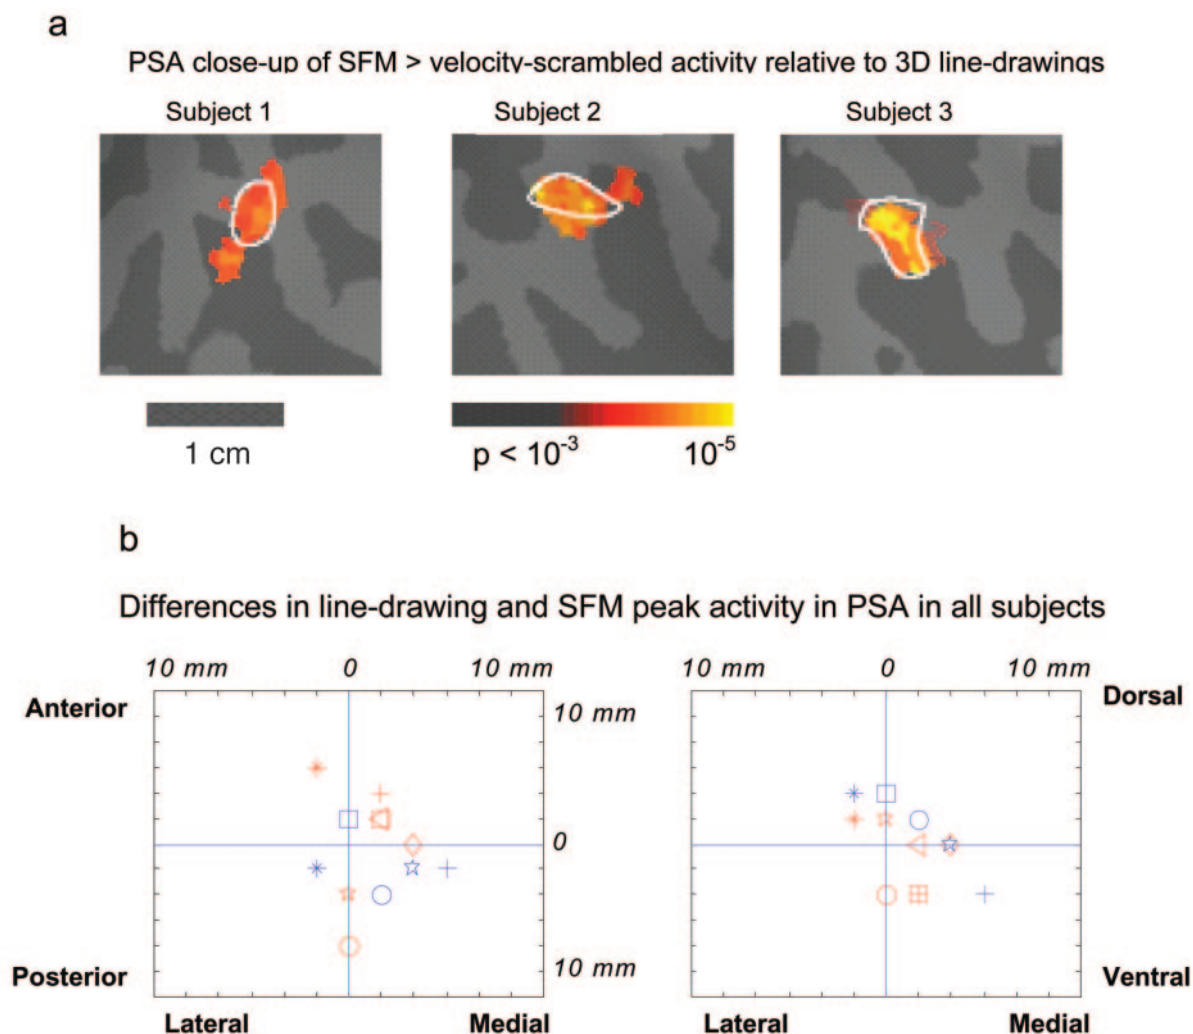 a
PSA close-up of SFM > velocity-scrambled activity relative to 3D line-drawings
Subject 1 Subject 2 Subject 3
1 cm
p < 10⁻³ 10⁻⁵
b
Differences in line-drawing and SFM peak activity in PSA in all subjects
10 mm 0 10 mm 10 mm 0 10 mm
Anterior 10 mm Dorsal
0
Posterior 10 mm Ventral
Lateral Medial Lateral Medial